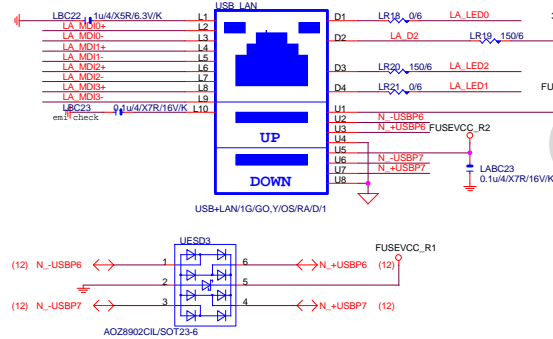 USB_LAN
LBC22 1u/4/X5R/6.3V/K L1 D1 LR18 0/6 LA_LED0
LA_MDI0+ L2
LA_MDI0- L3 D2 LA_D2 LR19 150/6
LA_MDI1+ L4
LA_MDI1- L5
LA_MDI2+ L6 D3 LR20 150/6 LA_LED2
LA_MDI2- L7
LA_MDI3+ L8 D4 LR21 0/6 LA_LED1
LA_MDI3- L9 FU
LBC23 0.1u/4/X7R/16V/K L10 U1
emi check U2 N_-USBP6
U3 N_+USBP6 FUSEVCC_R2
UP U4
U5
U6 N_-USBP7
U7 N_+USBP7 LABC23
DOWN U8 0.1u/4/X7R/16V/K
USB+LAN/1G/GO,Y/OS/RA/D/1
UESD3 FUSEVCC_R1
(12) N_-USBP6 1 6 N_+USBP6 (12)
2 5
(12) N_-USBP7 3 4 N_+USBP7 (12)
AOZ8902CIL/SOT23-6